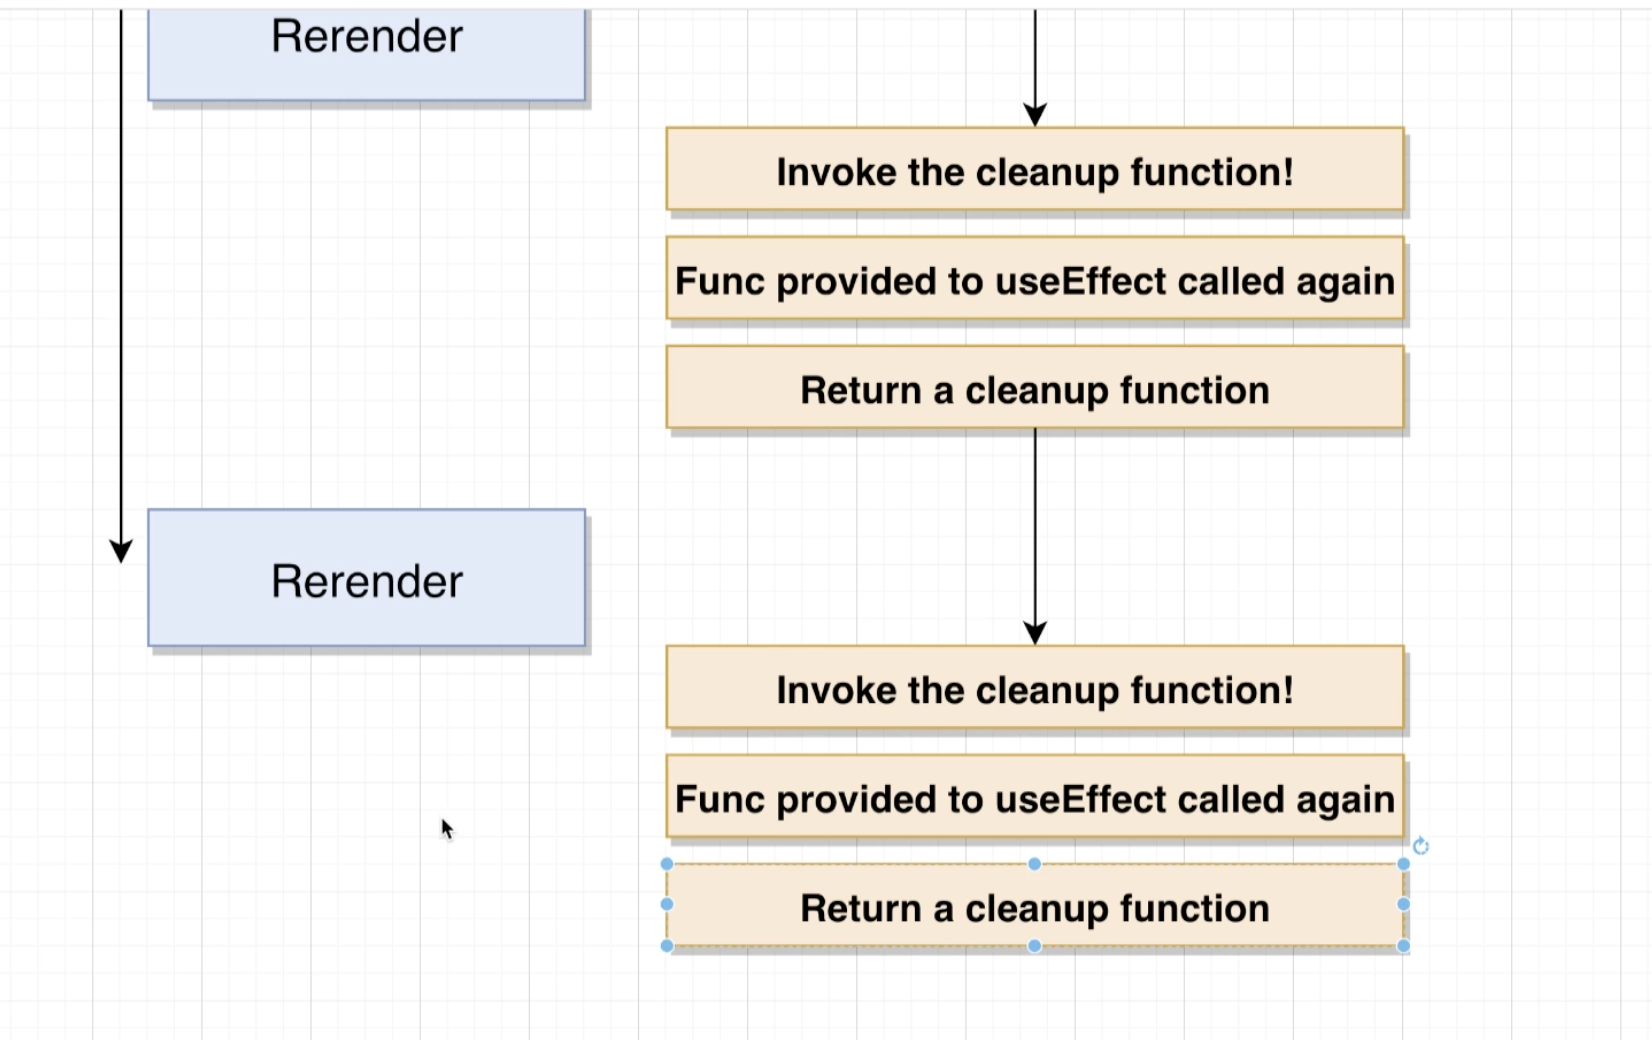 Rerender
Invoke the cleanup function!
Func provided to useEffect called again
Return a cleanup function
Rerender
Invoke the cleanup function!
Func provided to useEffect called again
Return a cleanup function